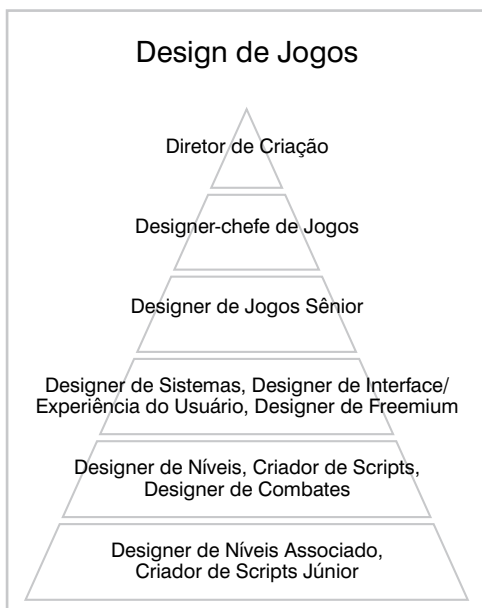 Design de Jogos
Diretor de Criação
Designer-chefe de Jogos
Designer de Jogos Sênior
Designer de Sistemas, Designer de Interface/
Experiência do Usuário, Designer de Freemium
Designer de Níveis, Criador de Scripts,
Designer de Combates
Designer de Níveis Associado,
Criador de Scripts Júnior